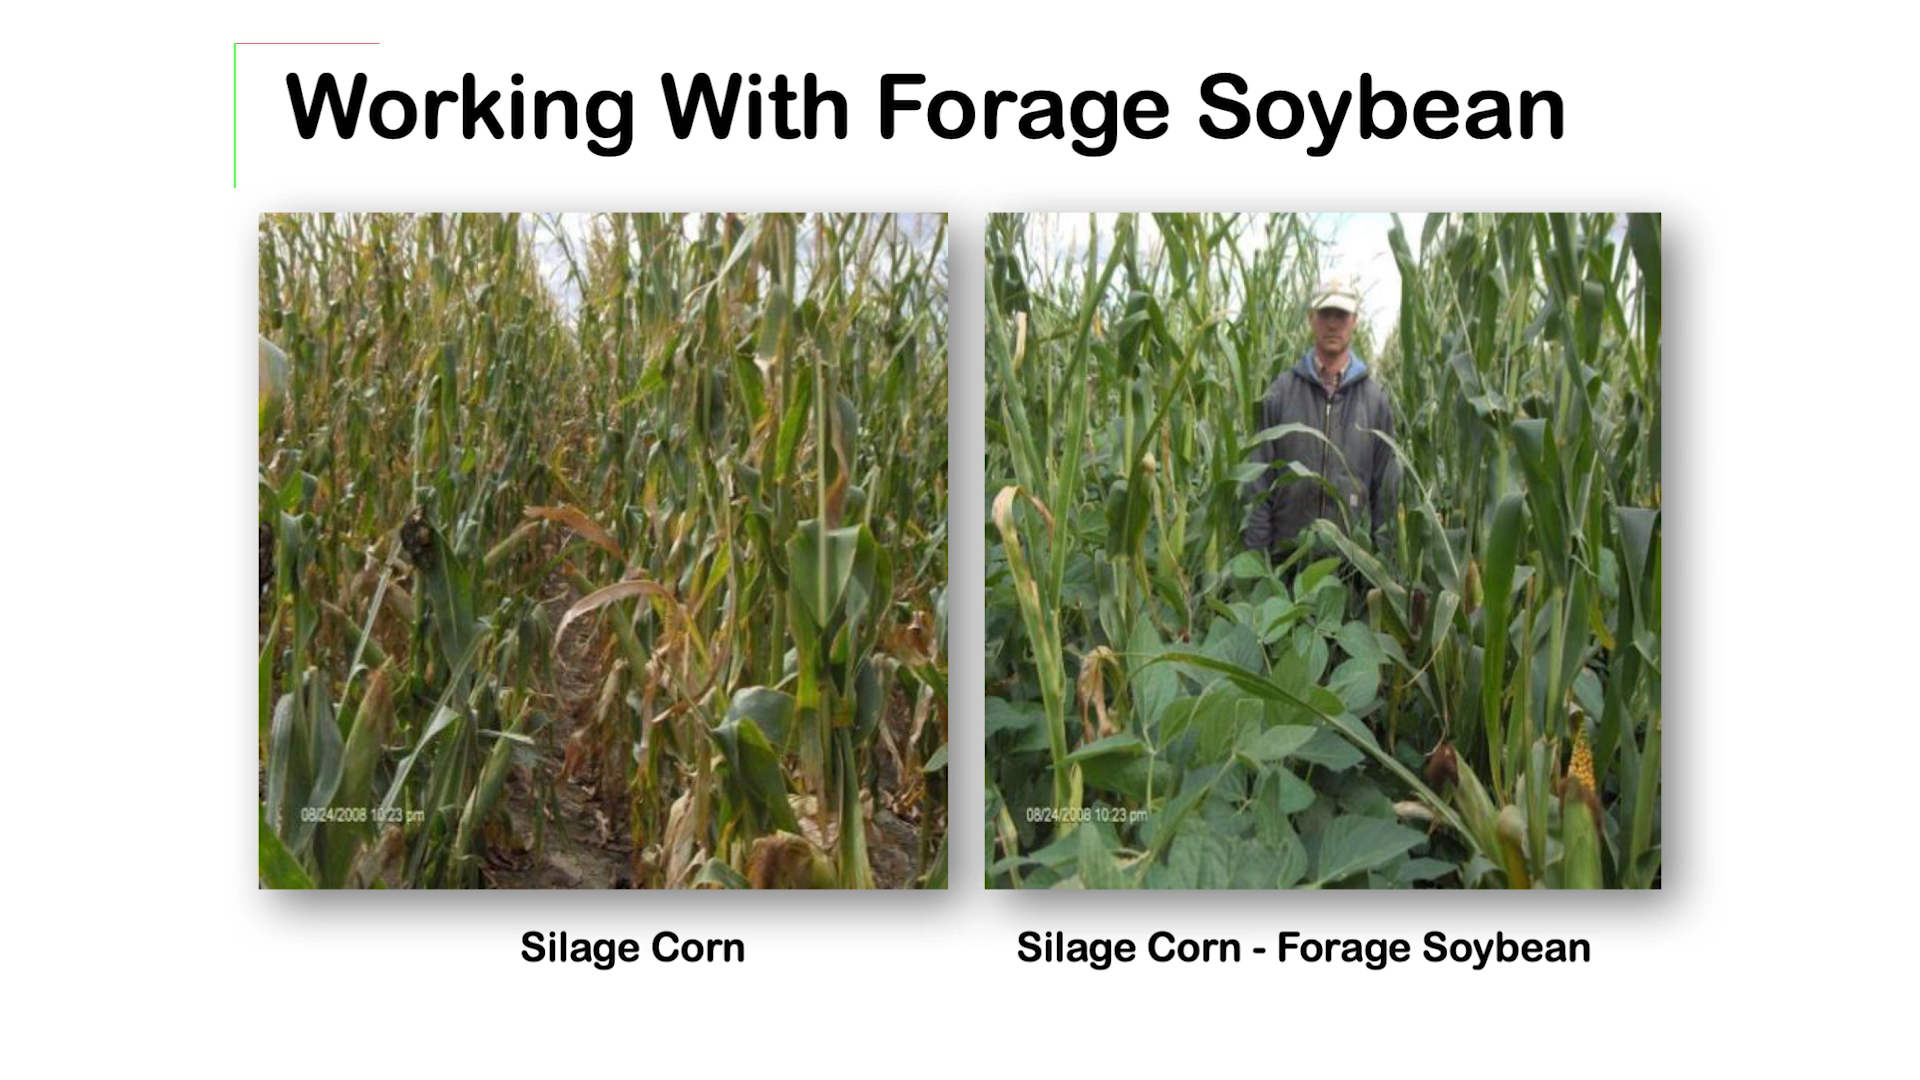 Working With Forage Soybean
08/24/2008 10:23 pm
08/24/2008 10:23 pm
Silage Corn
Silage Corn - Forage Soybean